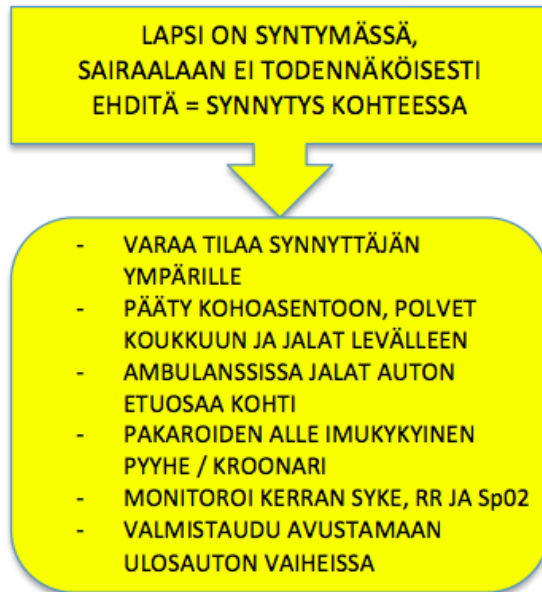 LAPSI ON SYNTYMÄSSÄ,
SAIRAALAAN EI TODENNÄKÖISESTI
EHDITÄ = SYNNYTYS KOHTEESSA
- VARAA TILAA SYNNYTTÄJÄN
YMPÄRILLE
- PÄÄTY KOHOASENTOON, POLVET
KOUKKUUN JA JALAT LEVÄLLEEN
- AMBULANSSISSA JALAT AUTON
ETUOSAA KOHTI
- PAKAROIDEN ALLE IMUKYKYINEN
PYYHE / KROONARI
- MONITOROI KERRAN SYKE, RR JA Sp02
- VALMISTAUDU AVUSTAMAAN
ULOSAUTON VAIHEISSA